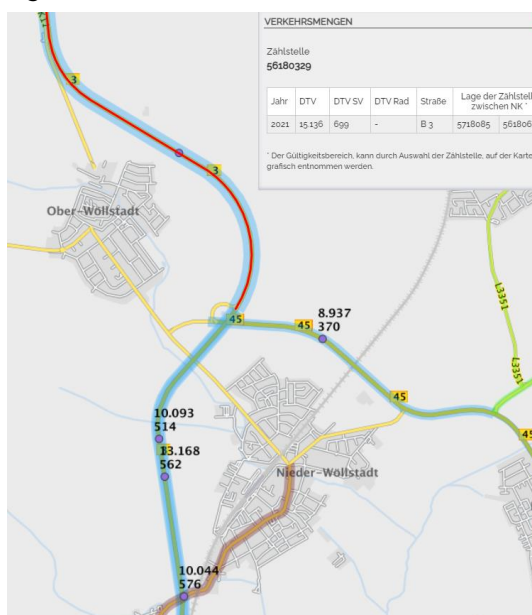 VERKEHRSMENGEN
Zählstelle
56180329
Jahr DTV DTV SV DTV Rad Straße Lage der Zählstell
zwischen NK *
2021 15.136 699 - B 3 5718085 561806
* Der Gültigkeitsbereich, kann durch Auswahl der Zählstelle, auf der Karte
grafisch entnommen werden.
3
3
Ober-Wöllstadt
L3351
45
45
8.937
370
L3351
45
10.093
514
45
13.168
562
Nieder-Wöllstadt
10.044
576